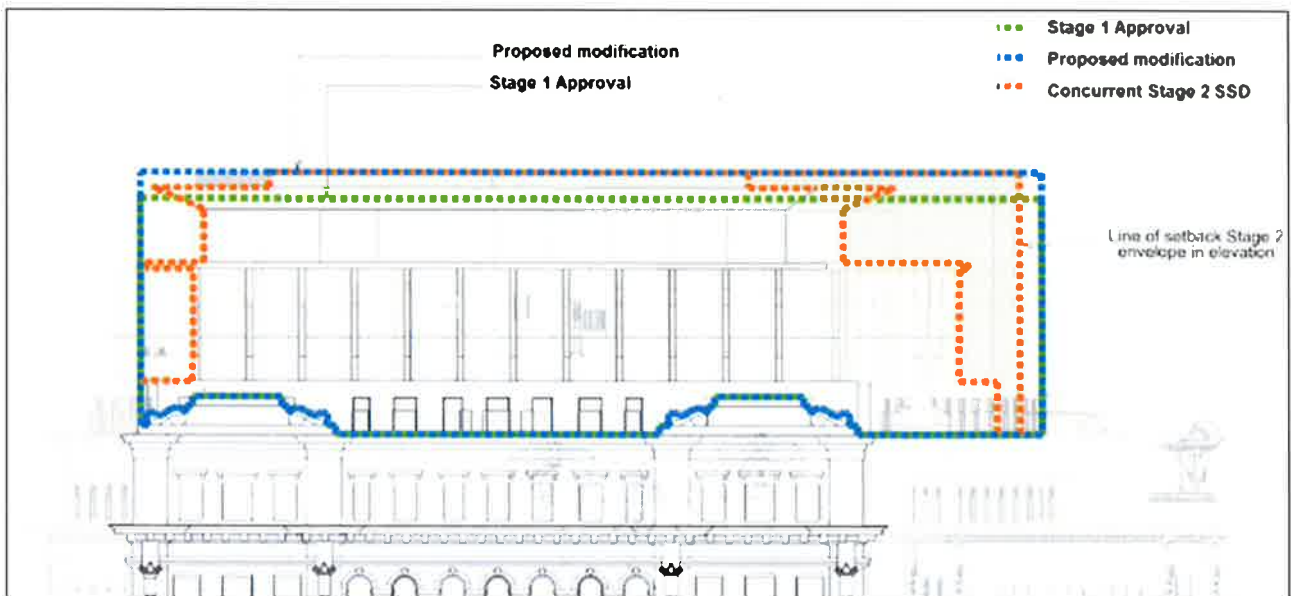 Stage 1 Approval
Proposed modification
Concurrent Stage 2 SSD
Proposed modification
Stage 1 Approval
Line of setback Stage 2
envelope in elevation